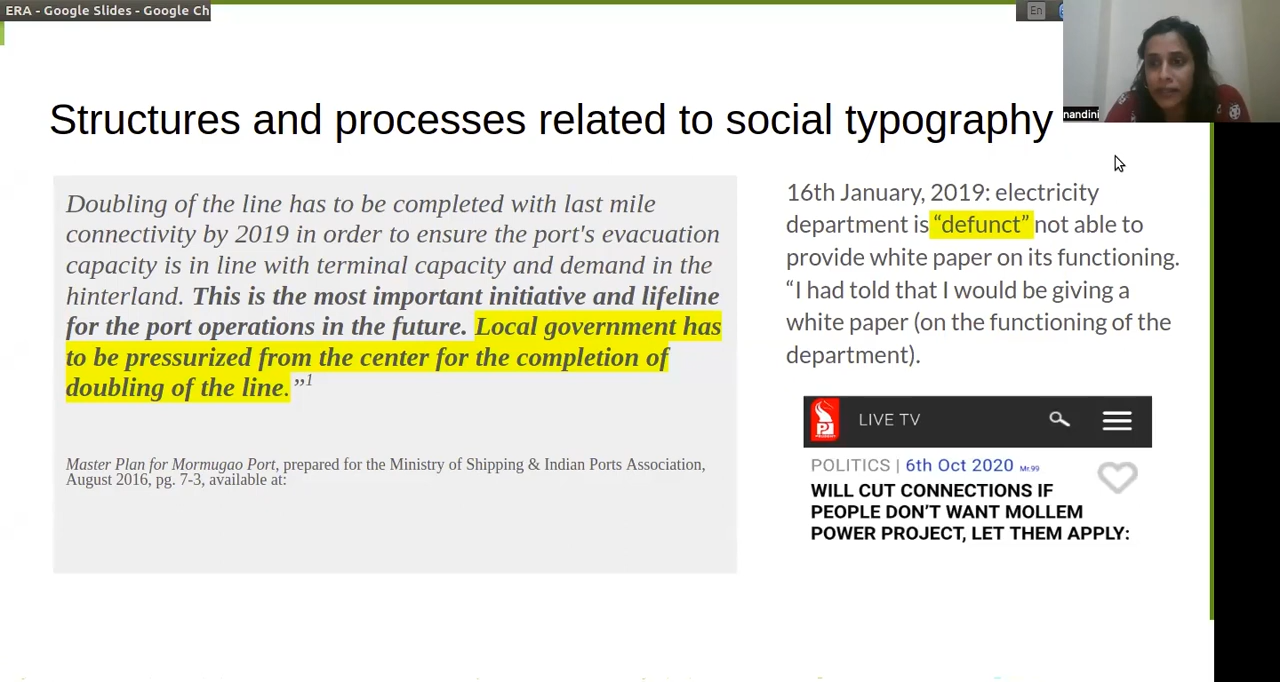 ERA - Google Slides - Google Ch
En
nandini
Structures and processes related to social typography
Doubling of the line has to be completed with last mile
connectivity by 2019 in order to ensure the port's evacuation
capacity is in line with terminal capacity and demand in the
hinterland. This is the most important initiative and lifeline
for the port operations in the future. Local government has
to be pressurized from the center for the completion of
doubling of the line.”1
Master Plan for Mormugao Port, prepared for the Ministry of Shipping & Indian Ports Association,
August 2016, pg. 7-3, available at:
16th January, 2019: electricity
department is “defunct” not able to
provide white paper on its functioning.
“I had told that I would be giving a
white paper (on the functioning of the
department).
LIVE TV
POLITICS | 6th Oct 2020 Mr.99
WILL CUT CONNECTIONS IF
PEOPLE DON’T WANT MOLLEM
POWER PROJECT, LET THEM APPLY: